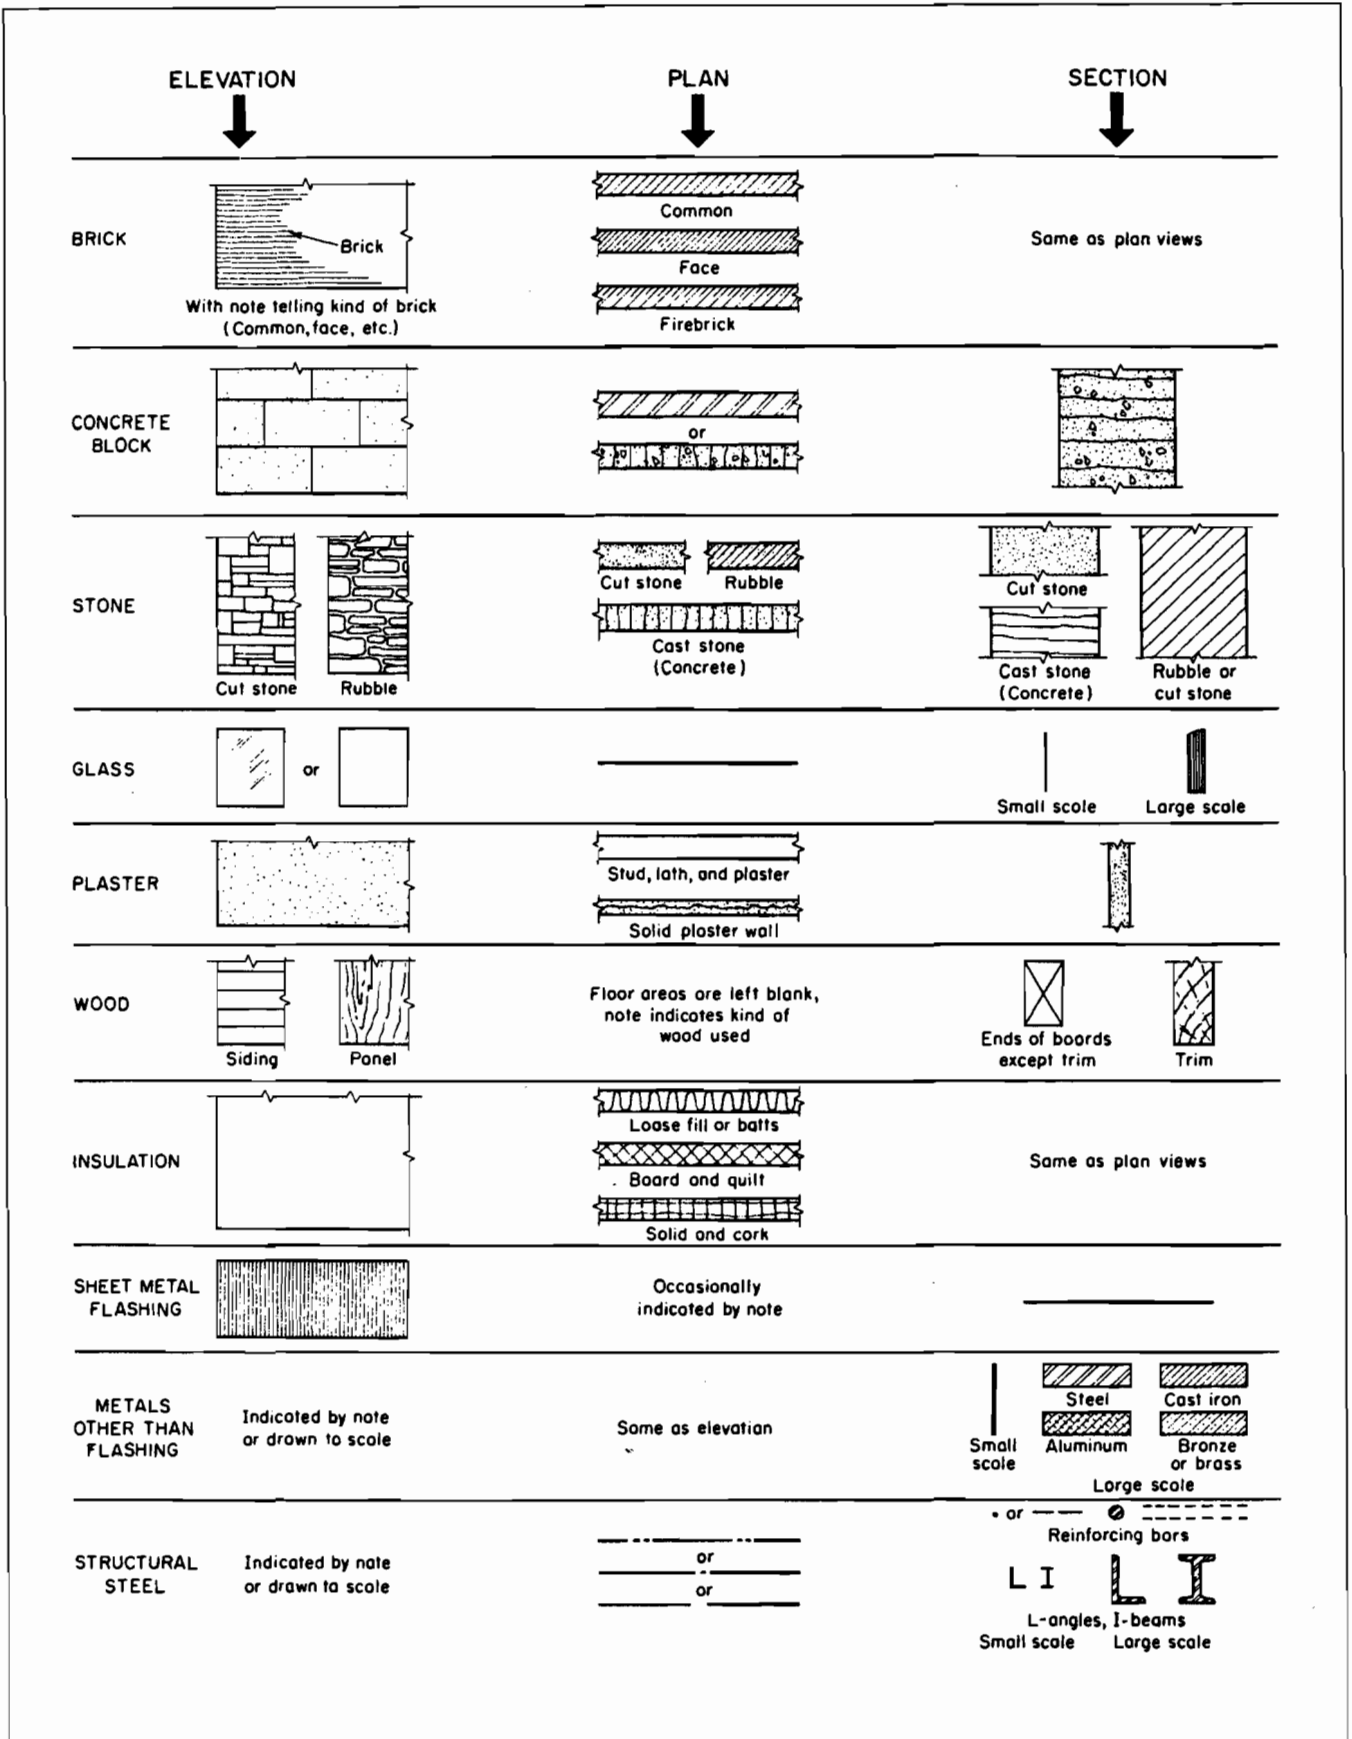 ELEVATION PLAN SECTION
BRICK
Brick
With note telling kind of brick
(Common, face, etc.)
Common
Face
Firebrick
Same as plan views
CONCRETE
BLOCK
or
STONE
Cut stone Rubble
Cut stone Rubble
Cast stone
(Concrete)
Cut stone
Cast stone
(Concrete)
Rubble or
cut stone
GLASS
or
Small scale Large scale
PLASTER
Stud, lath, and plaster
Solid plaster wall
WOOD
Siding Panel
Floor areas are left blank,
note indicates kind of
wood used
Ends of boards
except trim
Trim
INSULATION
Loose fill or batts
Board and quilt
Solid and cork
Same as plan views
SHEET METAL
FLASHING
Occasionally
indicated by note
METALS
OTHER THAN
FLASHING
Indicated by note
or drawn to scale
Same as elevation
Small
scale
Steel Cast iron
Aluminum Bronze
or brass
Large scale
STRUCTURAL
STEEL
Indicated by note
or drawn to scale
or
or
or
Reinforcing bars
L I
L-angles, I-beams
Small scale Large scale